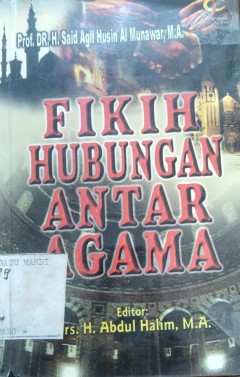 Prof. DR. H. Said Agil Husin Al Munawar, M.A.
FIKIH
HUBUNGAN
ANTAR
AGAMA
Editor:
Drs. H. Abdul Halim, M.A.